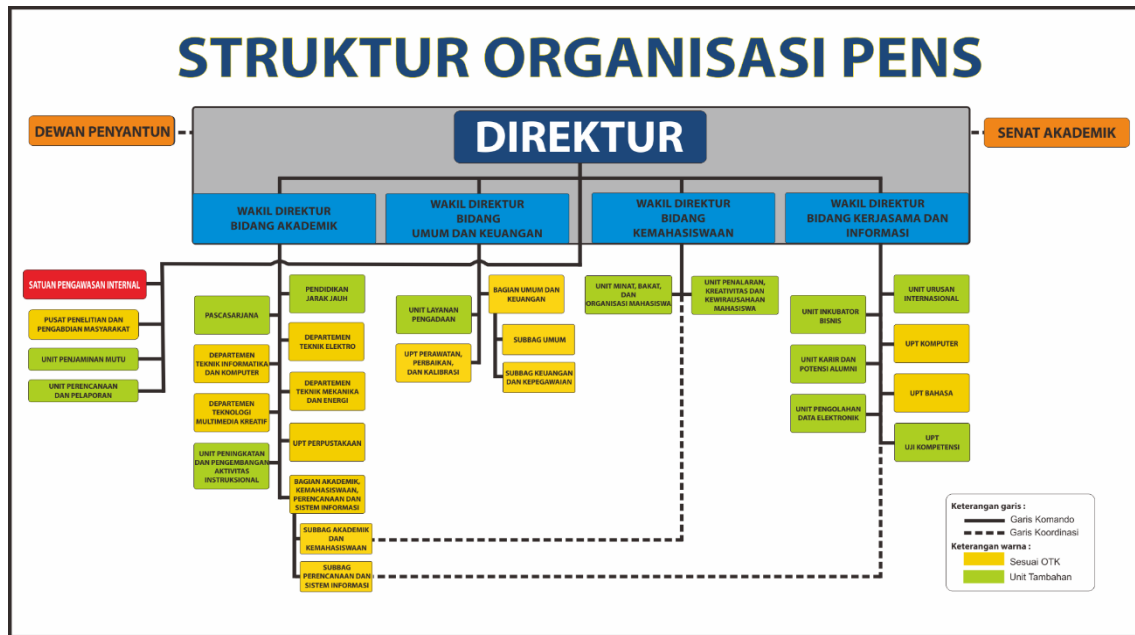 STRUKTUR ORGANISASI PENS
DEWAN PENYANTUN
DIREKTUR
SENAT AKADEMIK
WAKIL DIREKTUR
BIDANG AKADEMIK
WAKIL DIREKTUR
BIDANG
UMUM DAN KEUANGAN
WAKIL DIREKTUR
BIDANG
KEMAHASISWAAN
WAKIL DIREKTUR
BIDANG KERJASAMA DAN
INFORMASI
SATUAN PENGAWASAN INTERNAL
PUSAT PENELITIAN DAN
PENGABDIAN MASYARAKAT
UNIT PENJAMINAN MUTU
UNIT PERENCANAAN
DAN PELAPORAN
PENDIDIKAN
JARAK JAUH
PASCASARJANA
DEPARTEMEN
TEKNIK ELEKTRO
DEPARTEMEN
TEKNIK INFORMATIKA
DAN KOMPUTER
DEPARTEMEN
TEKNIK MEKANIKA
DAN ENERGI
DEPARTEMEN
TEKNOLOGI
MULTIMEDIA KREATIF
UPT PERPUSTAKAAN
UNIT PENINGKATAN
DAN PENGEMBANGAN
AKTIVITAS
INSTRUKSIONAL
BAGIAN AKADEMIK,
KEMAHASISWAAN,
PERENCANAAN DAN
SISTEM INFORMASI
SUBBAG AKADEMIK
DAN
KEMAHASISWAAN
SUBBAG
PERENCANAAN DAN
SISTEM INFORMASI
BAGIAN UMUM DAN
KEUANGAN
UNIT LAYANAN
PENGADAAN
SUBBAG UMUM
UPT PERAWATAN,
PERBAIKAN,
DAN KALIBRASI
SUBBAG KEUANGAN
DAN KEPEGAWAIAN
UNIT MINAT, BAKAT,
DAN
ORGANISASI MAHASISWA
UNIT PENALARAN,
KREATIVITAS DAN
KEWIRAUSAHAAN
MAHASISWA
UNIT URUSAN
INTERNASIONAL
UNIT INKUBATOR
BISNIS
UPT KOMPUTER
UNIT KARIR DAN
POTENSI ALUMNI
UPT BAHASA
UNIT PENGOLAHAN
DATA ELEKTRONIK
UPT
UJI KOMPETENSI
Keterangan garis :
Garis Komando
Garis Koordinasi
Keterangan warna :
Sesuai OTK
Unit Tambahan